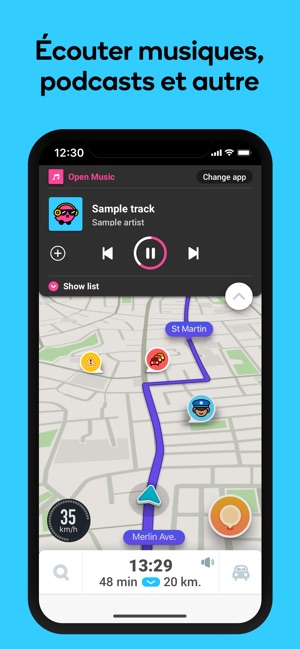 Écouter musiques,
podcasts et autre
12:30
Open Music
Change app
Sample track
Sample artist
Show list
St Martin
35
km/h
Merlin Ave.
13:29
48 min 20 km.